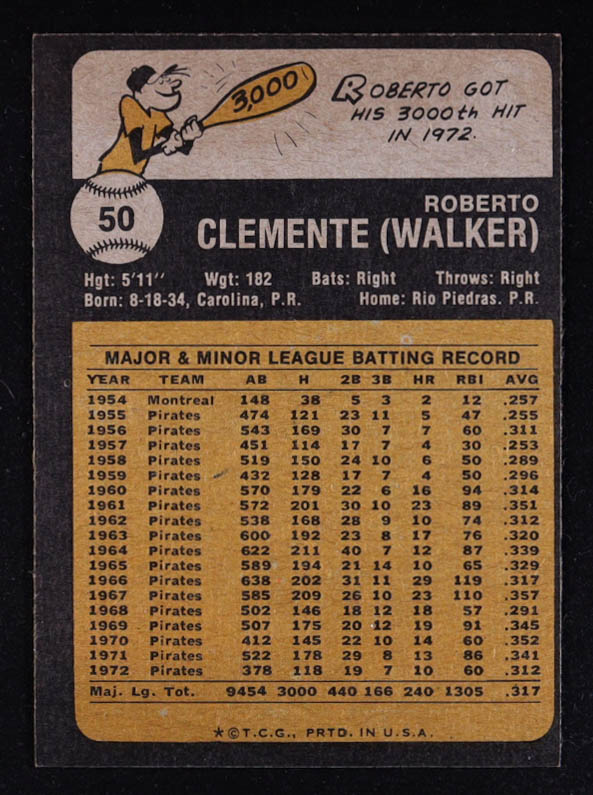 3,000
ROBERTO GOT
HIS 3000th HIT
IN 1972.
50
ROBERTO
CLEMENTE (WALKER)
Hgt: 5'11" Wgt: 182 Bats: Right Throws: Right
Born: 8-18-34, Carolina, P.R. Home: Rio Piedras. P.R.
MAJOR & MINOR LEAGUE BATTING RECORD
YEAR TEAM AB H 2B 3B HR RBI AVG
1954 Montreal 148 38 5 3 2 12 .257
1955 Pirates 474 121 23 11 5 47 .255
1956 Pirates 543 169 30 7 7 60 .311
1957 Pirates 451 114 17 7 4 30 .253
1958 Pirates 519 150 24 10 6 50 .289
1959 Pirates 432 128 17 7 4 50 .296
1960 Pirates 570 179 22 6 16 94 .314
1961 Pirates 572 201 30 10 23 89 .351
1962 Pirates 538 168 28 9 10 74 .312
1963 Pirates 600 192 23 8 17 76 .320
1964 Pirates 622 211 40 7 12 87 .339
1965 Pirates 589 194 21 14 10 65 .329
1966 Pirates 638 202 31 11 29 119 .317
1967 Pirates 585 209 26 10 23 110 .357
1968 Pirates 502 146 18 12 18 57 .291
1969 Pirates 507 175 20 12 19 91 .345
1970 Pirates 412 145 22 10 14 60 .352
1971 Pirates 522 178 29 8 13 86 .341
1972 Pirates 378 118 19 7 10 60 .312
Maj. Lg. Tot. 9454 3000 440 166 240 1305 .317
*©T.C.G., PRTD. IN U.S.A.